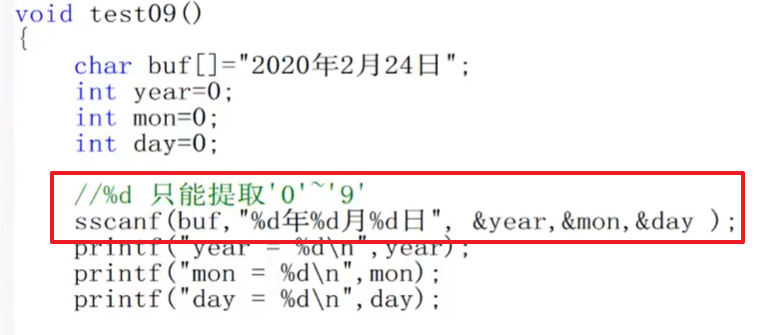 void test09()
{
char buf[]="2020年2月24日";
int year=0;
int mon=0;
int day=0;
//%d 只能提取'0'~'9'
sscanf(buf,"%d年%d月%d日", &year,&mon,&day );
printf("year = %d\n",year);
printf("mon = %d\n",mon);
printf("day = %d\n",day);